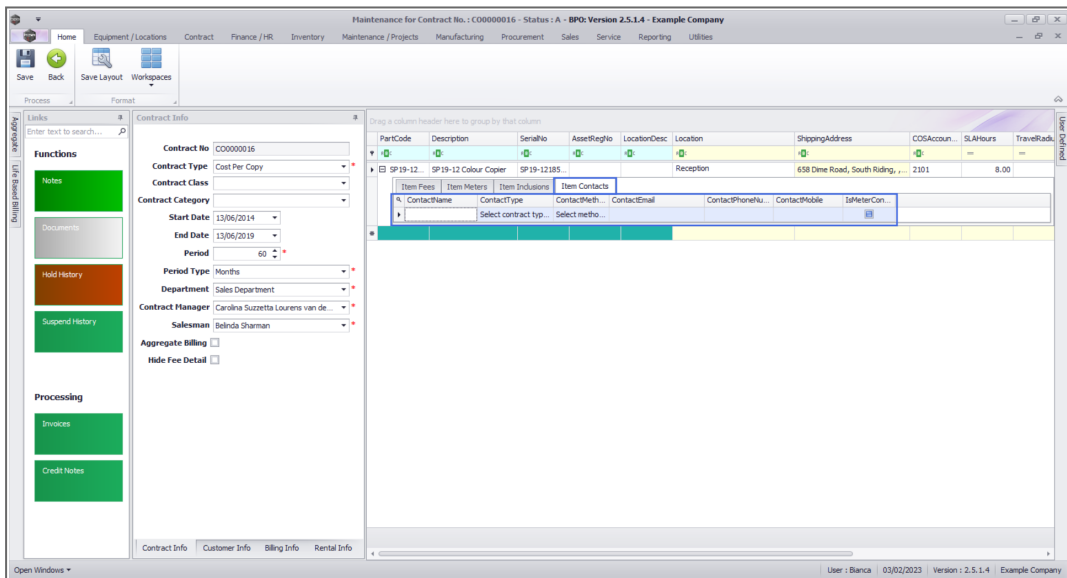 Maintenance for Contract No. : CO0000016 - Status : A - BPO: Version 2.5.1.4 - Example Company
Home Equipment / Locations Contract Finance / HR Inventory Maintenance / Projects Manufacturing Procurement Sales Service Reporting Utilities
Save Back Save Layout Workspaces
Process Format
Aggregate
Life Based Billing
Links
Enter text to search...
Functions
Notes
Documents
Hold History
Suspend History
Processing
Invoices
Credit Notes
Contract Info
Contract No CO0000016
Contract Type Cost Per Copy *
Contract Class
Contract Category
Start Date 13/06/2014
End Date 13/06/2019
Period 60 *
Period Type Months *
Department Sales Department *
Contract Manager Carolina Suzzetta Lourens van de... *
Salesman Belinda Sharman *
Aggregate Billing
Hide Fee Detail
Contract Info Customer Info Billing Info Rental Info
Drag a column header here to group by that column
PartCode Description SerialNo AssetRegNo LocationDesc Location ShippingAddress COSAccoun... SLAHours TravelRadiu
SP19-12... SP19-12 Colour Copier SP19-12185... Reception 658 Dime Road, South Riding, ,... 2101 8.00
Item Fees Item Meters Item Inclusions Item Contacts
ContactName ContactType ContactMeth... ContactEmail ContactPhoneNu... ContactMobile IsMeterCon...
Select contract typ... Select metho...
User Defined
Open Windows User : Bianca 03/02/2023 Version : 2.5.1.4 Example Company